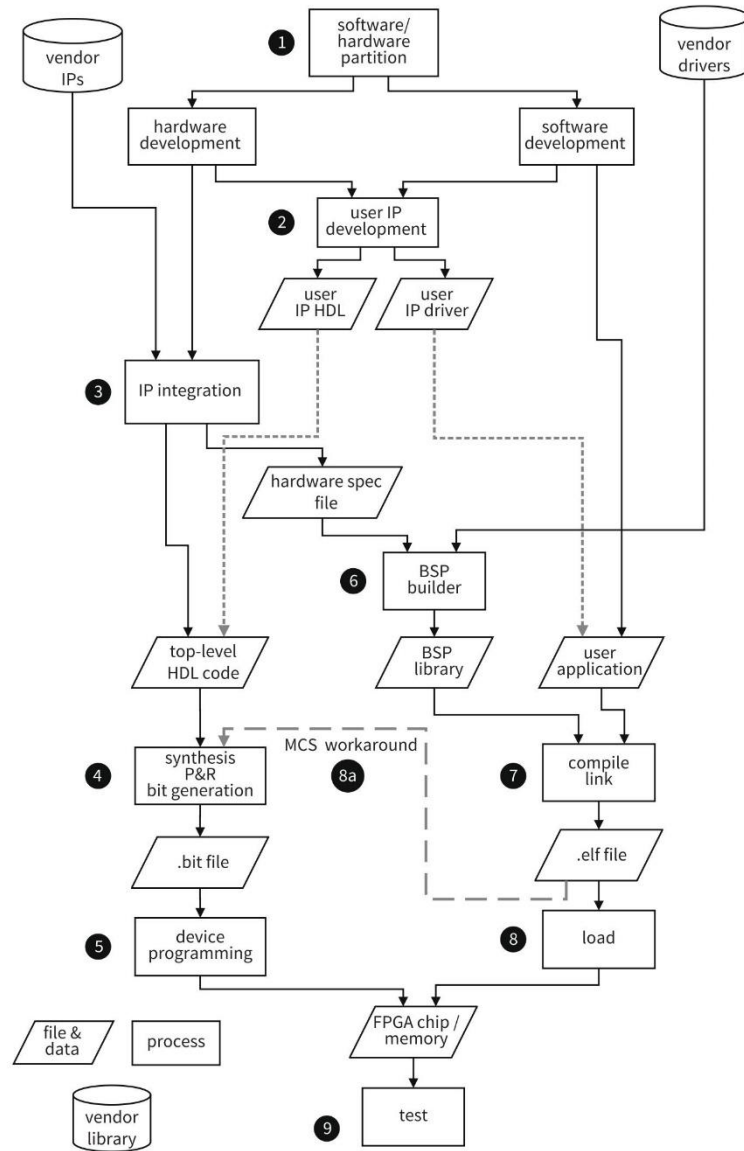 vendor
IPs
1
software/
hardware
partition
vendor
drivers
hardware
development
software
development
2
user IP
development
user
IP HDL
user
IP driver
3
IP integration
hardware spec
file
6
BSP
builder
top-level
HDL code
BSP
library
user
application
MCS workaround
8a
4
synthesis
P&R
bit generation
7
compile
link
.bit file
.elf file
5
device
programming
8
load
file &
data
process
FPGA chip /
memory
vendor
library
9
test